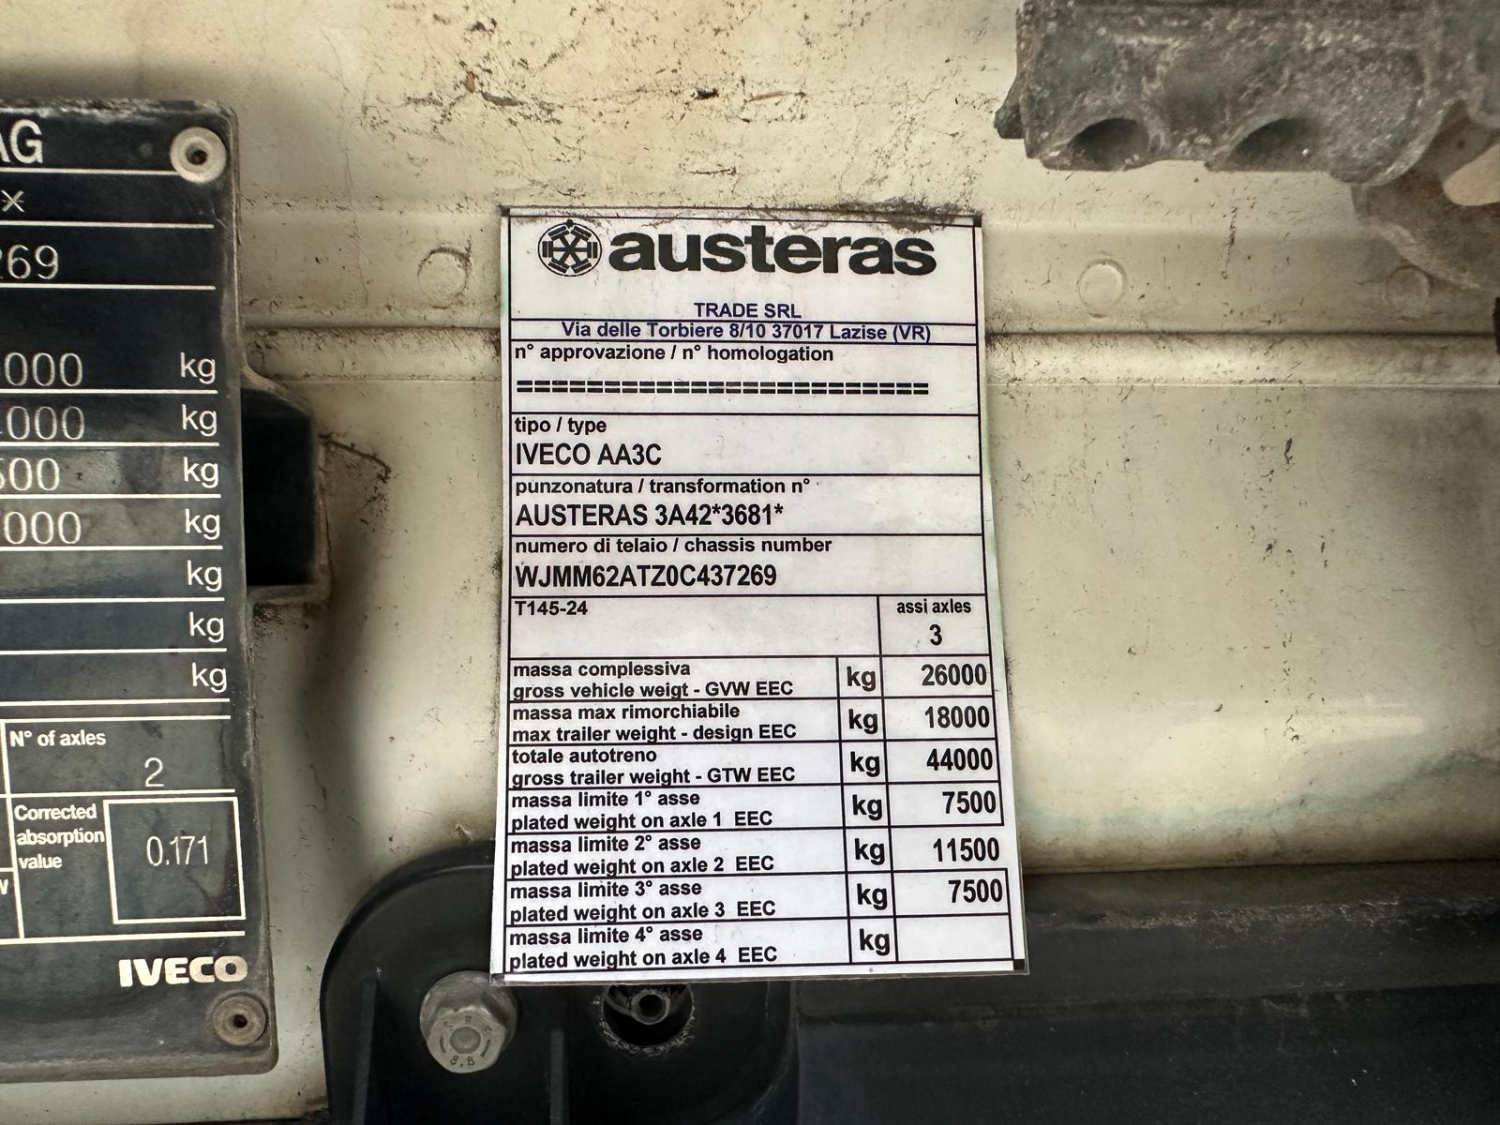 AG
*
269
000 kg
000 kg
500 kg
000 kg
kg
kg
kg
N° of axles
2
Corrected
absorption
value
0.171
IVECO
austeras
TRADE SRL
Via delle Torbiere 8/10 37017 Lazise (VR)
n° approvazione / n° homologation
========================
tipo / type
IVECO AA3C
punzonatura / transformation n°
AUSTERAS 3A42*3681*
numero di telaio / chassis number
WJMM62ATZ0C437269
T145-24
assi axles
3
massa complessiva
gross vehicle weigt - GVW EEC kg 26000
massa max rimorchiabile
max trailer weight - design EEC kg 18000
totale autotreno
gross trailer weight - GTW EEC kg 44000
massa limite 1° asse
plated weight on axle 1 EEC kg 7500
massa limite 2° asse
plated weight on axle 2 EEC kg 11500
massa limite 3° asse
plated weight on axle 3 EEC kg 7500
massa limite 4° asse
plated weight on axle 4 EEC kg
8.8